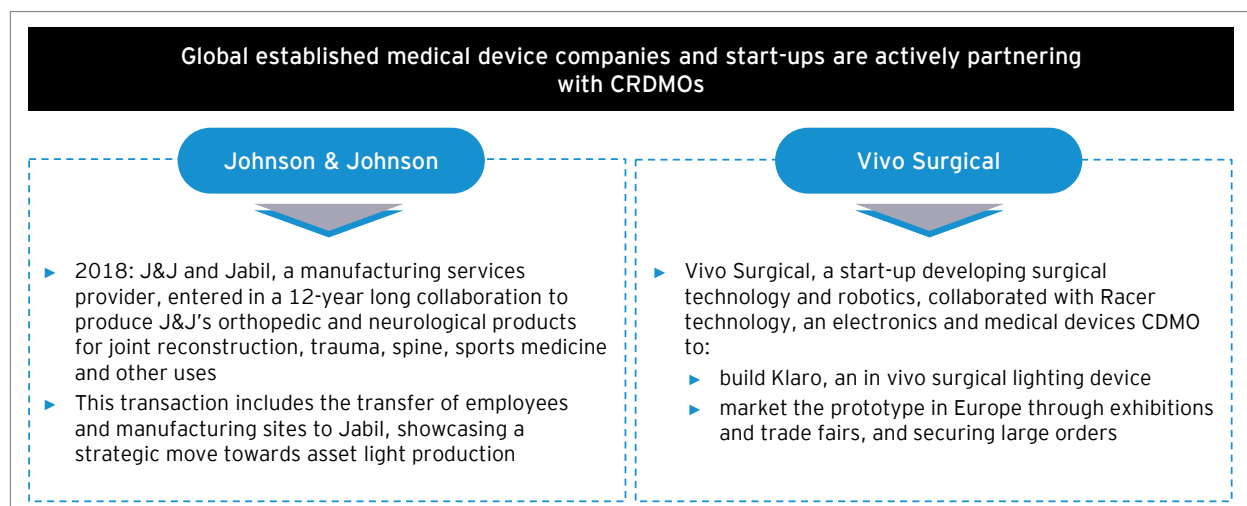 Global established medical device companies and start-ups are actively partnering
with CRDMOs
Johnson & Johnson
► 2018: J&J and Jabil, a manufacturing services
provider, entered in a 12-year long collaboration to
produce J&J's orthopedic and neurological products
for joint reconstruction, trauma, spine, sports medicine
and other uses
► This transaction includes the transfer of employees
and manufacturing sites to Jabil, showcasing a
strategic move towards asset light production
Vivo Surgical
► Vivo Surgical, a start-up developing surgical
technology and robotics, collaborated with Racer
technology, an electronics and medical devices CDMO
to:
► build Klaro, an in vivo surgical lighting device
► market the prototype in Europe through exhibitions
and trade fairs, and securing large orders